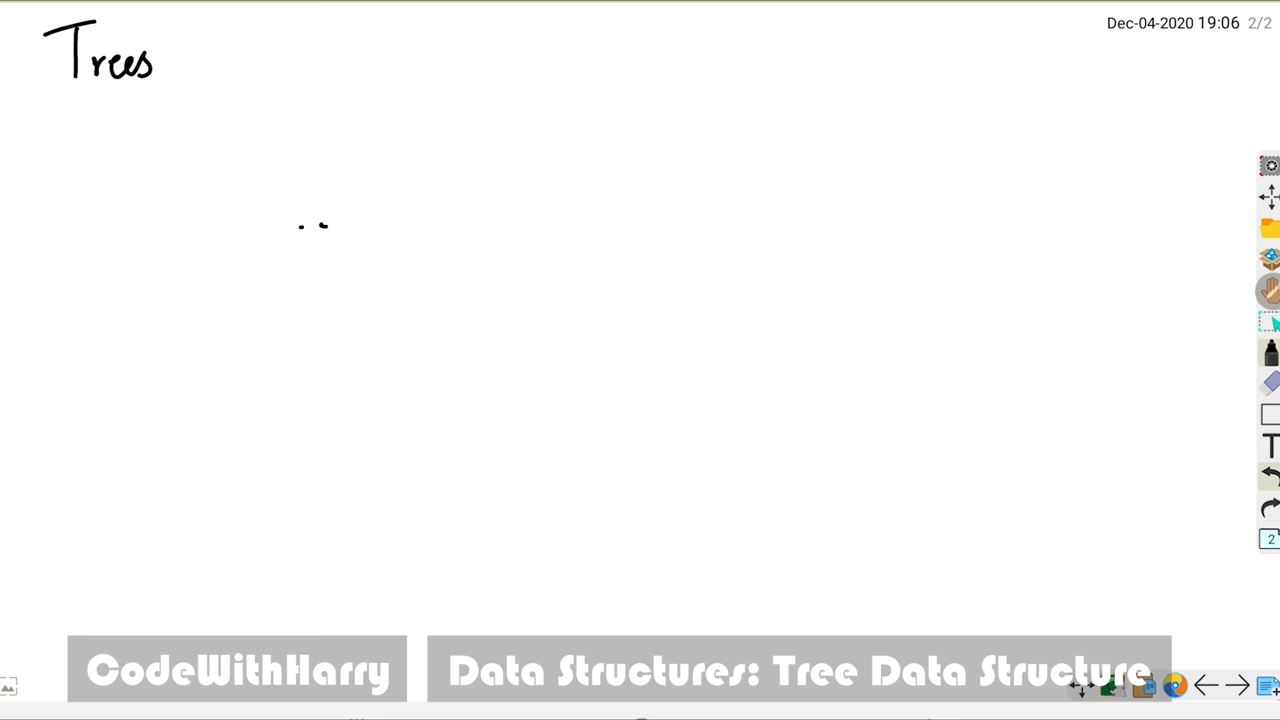 Dec-04-2020 19:06 2/2
Trees
T
2
CodeWithHarry
Data Structures: Tree Data Structure